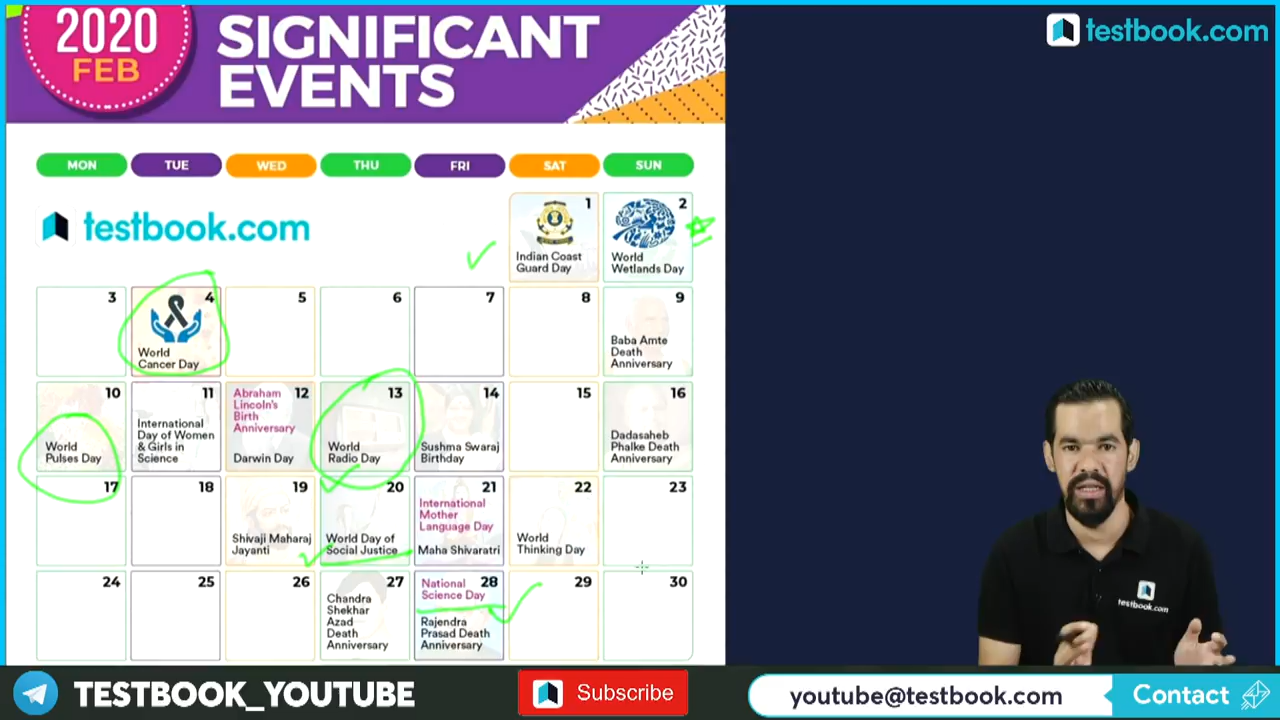 2020
FEB
SIGNIFICANT
EVENTS
testbook.com
MON TUE WED THU FRI SAT SUN
testbook.com
1
Indian Coast
Guard Day
2
World
Wetlands Day
3
4
World
Cancer Day
5
6
7
8
9
Baba Amte
Death
Anniversary
10
World
Pulses Day
11
International
Day of Women
& Girls in
Science
12
Abraham
Lincoln's
Birth
Anniversary
Darwin Day
13
World
Radio Day
14
Sushma Swaraj
Birthday
15
16
Dadasaheb
Phalke Death
Anniversary
17
18
19
Shivaji Maharaj
Jayanti
20
World Day of
Social Justice
21
International
Mother
Language Day
Maha Shivaratri
22
World
Thinking Day
23
24
25
26
27
Chandra
Shekhar
Azad
Death
Anniversary
28
National
Science Day
Rajendra
Prasad Death
Anniversary
29
30
testbook.com
TESTBOOK_YOUTUBE
Subscribe
youtube@testbook.com
Contact